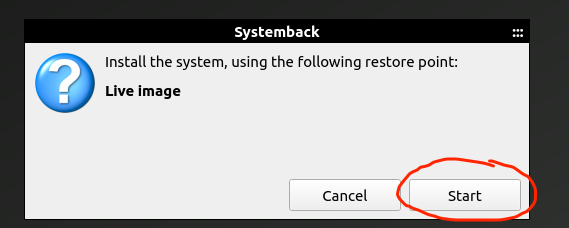 Systemback
Install the system, using the following restore point:
Live image
Cancel
Start